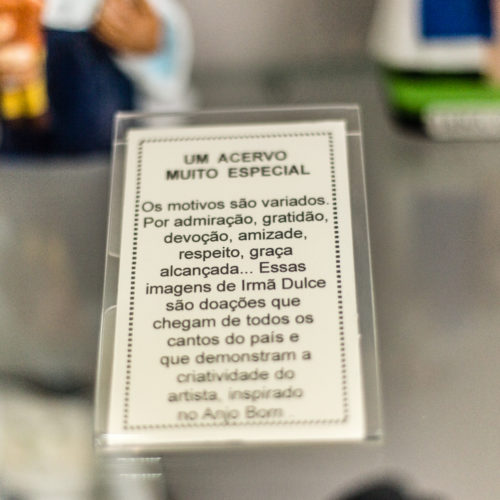 UM ACERVO
MUITO ESPECIAL
Os motivos são variados.
Por admiração, gratidão,
devoção, amizade,
respeito, graça
alcançada... Essas
imagens de Irmã Dulce
são doações que
chegam de todos os
cantos do país e
que demonstram a
criatividade do
artista, inspirado
no Anjo Bom.